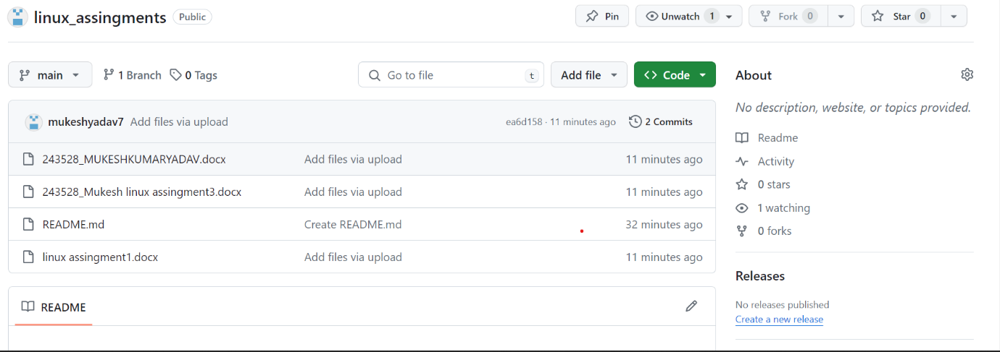 linux_assingments Public Pin Unwatch 1 Fork 0 Star 0
main 1 Branch 0 Tags Go to file t Add file Code
mukeshyadav7 Add files via upload ea6d158 · 11 minutes ago 2 Commits
243528_MUKESHKUMARYADAV.docx Add files via upload 11 minutes ago
243528_Mukesh linux assingment3.docx Add files via upload 11 minutes ago
README.md Create README.md 32 minutes ago
linux assingment1.docx Add files via upload 11 minutes ago
README
About
No description, website, or topics provided.
Readme
Activity
0 stars
1 watching
0 forks
Releases
No releases published
Create a new release